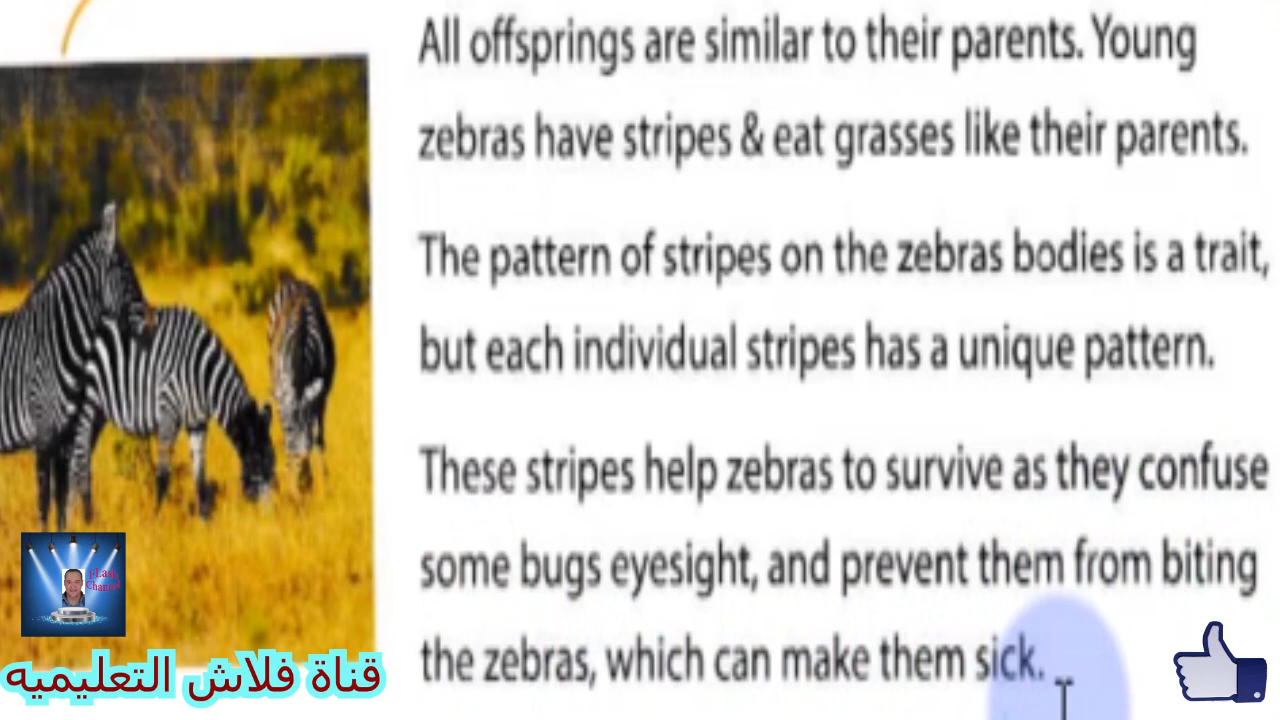 All offsprings are similar to their parents. Young
zebras have stripes & eat grasses like their parents.
The pattern of stripes on the zebras bodies is a trait,
but each individual stripes has a unique pattern.
These stripes help zebras to survive as they confuse
some bugs eyesight, and prevent them from biting
the zebras, which can make them sick.
fLash
Channel
قناة فلاش التعليميه